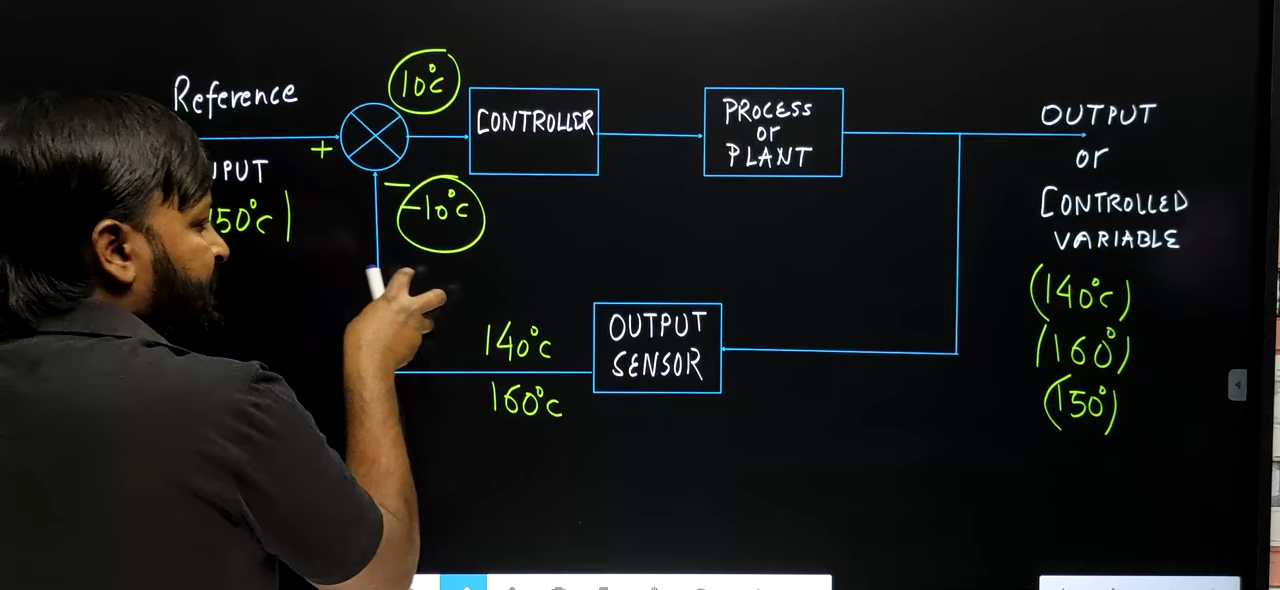 Reference
10°C
CONTROLLER
PROCESS
or
PLANT
OUTPUT
or
CONTROLLED
VARIABLE
+
−
-10°C
(140°C)
(160°)
(150°)
OUTPUT
SENSOR
140°C
160°C